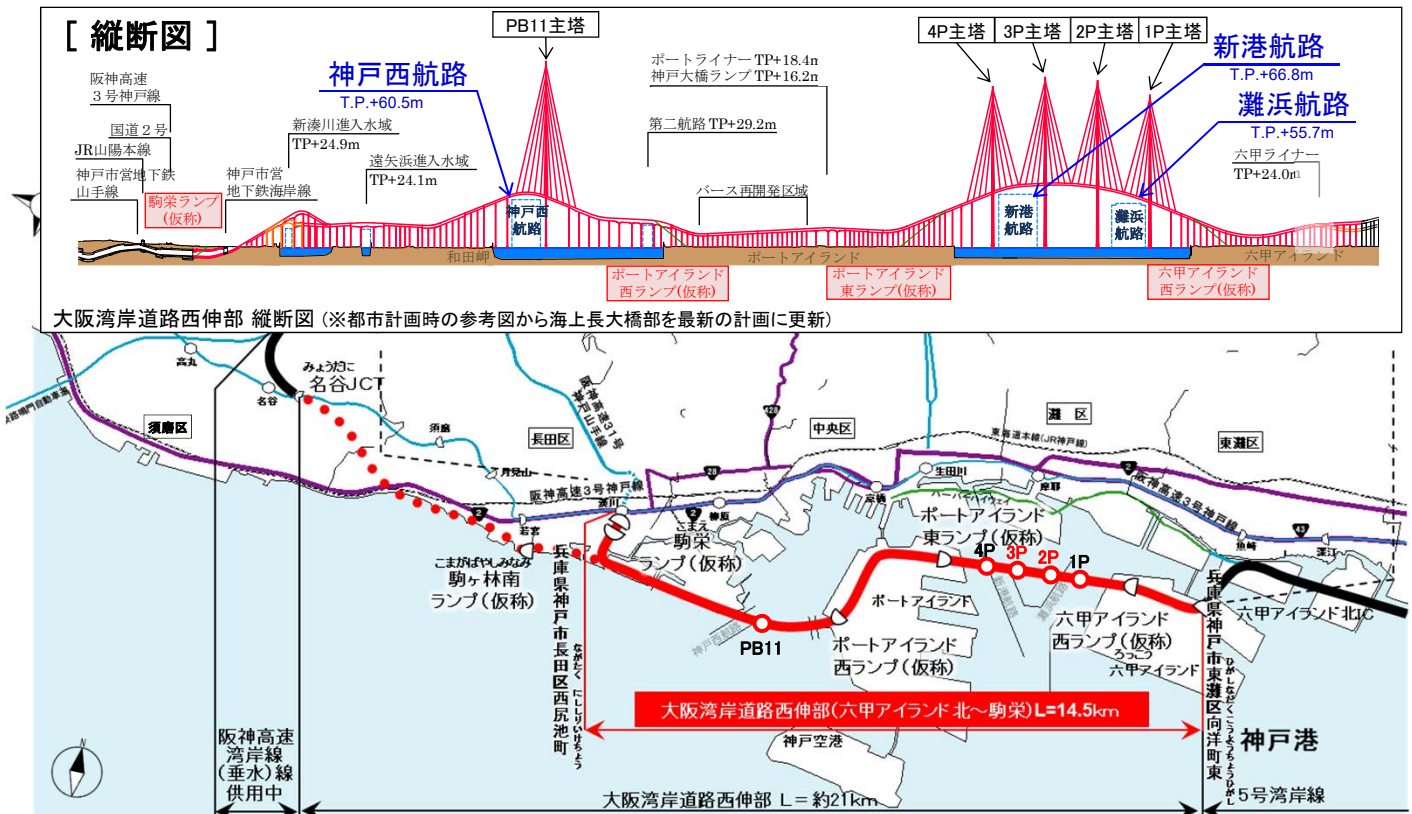 [ 縦断図 ]
PB11主塔
4P主塔
3P主塔
2P主塔
1P主塔
阪神高速
3号神戸線
国道2号
JR山陽本線
神戸市営地下鉄
山手線
駒栄ランプ
(仮称)
神戸市営
地下鉄海岸線
新湊川進入水域
TP+24.9m
遠矢浜進入水域
TP+24.1m
神戸西航路
T.P.+60.5m
神戸西
航路
ポートライナー TP+18.4m
神戸大橋ランプ TP+16.2m
第二航路 TP+29.2m
バース再開発区域
新港航路
T.P.+66.8m
灘浜航路
T.P.+55.7m
新港
航路
灘浜
航路
六甲ライナー
TP+24.0m
和田岬
ポートアイランド
六甲アイランド
ポートアイランド
西ランプ(仮称)
ポートアイランド
東ランプ(仮称)
六甲アイランド
西ランプ(仮称)
大阪湾岸道路西伸部 縦断図 (※都市計画時の参考図から海上長大橋部を最新の計画に更新)
高丸
名谷
みょうだに
名谷JCT
須磨区
須磨
月見山
長田区
阪神高速31号
神戸山手線
428
中央区
灘 区
東灘区
東海道本線(JR神戸線)
28
2
2
2
43
阪神高速3号神戸線
阪神高速3号神戸線
若宮
湊川
柳原
京橋
生田川
摩耶
魚崎
深江
ハーバーハイウェイ
こまえ
駒栄
ランプ(仮称)
こまがばやしみなみ
駒ヶ林南
ランプ(仮称)
ポートアイランド
東ランプ(仮称)
4P
3P
2P
1P
新港航路
灘浜航路
神戸西航路
PB11
ポートアイランド
ポートアイランド
西ランプ(仮称)
六甲アイランド
西ランプ(仮称)
ろっこう
六甲アイランド
六甲アイランド北IC
兵庫県神戸市長田区西尻池町
ながたく にししりいけちょう
兵庫県神戸市東灘区向洋町東
ひがしなだくこうようちょうひがし
大阪湾岸道路西伸部(六甲アイランド北～駒栄)L=14.5km
神戸空港
神戸港
N
阪神高速
湾岸線
(垂水)線
供用中
大阪湾岸道路西伸部 L=約21km
5号湾岸線